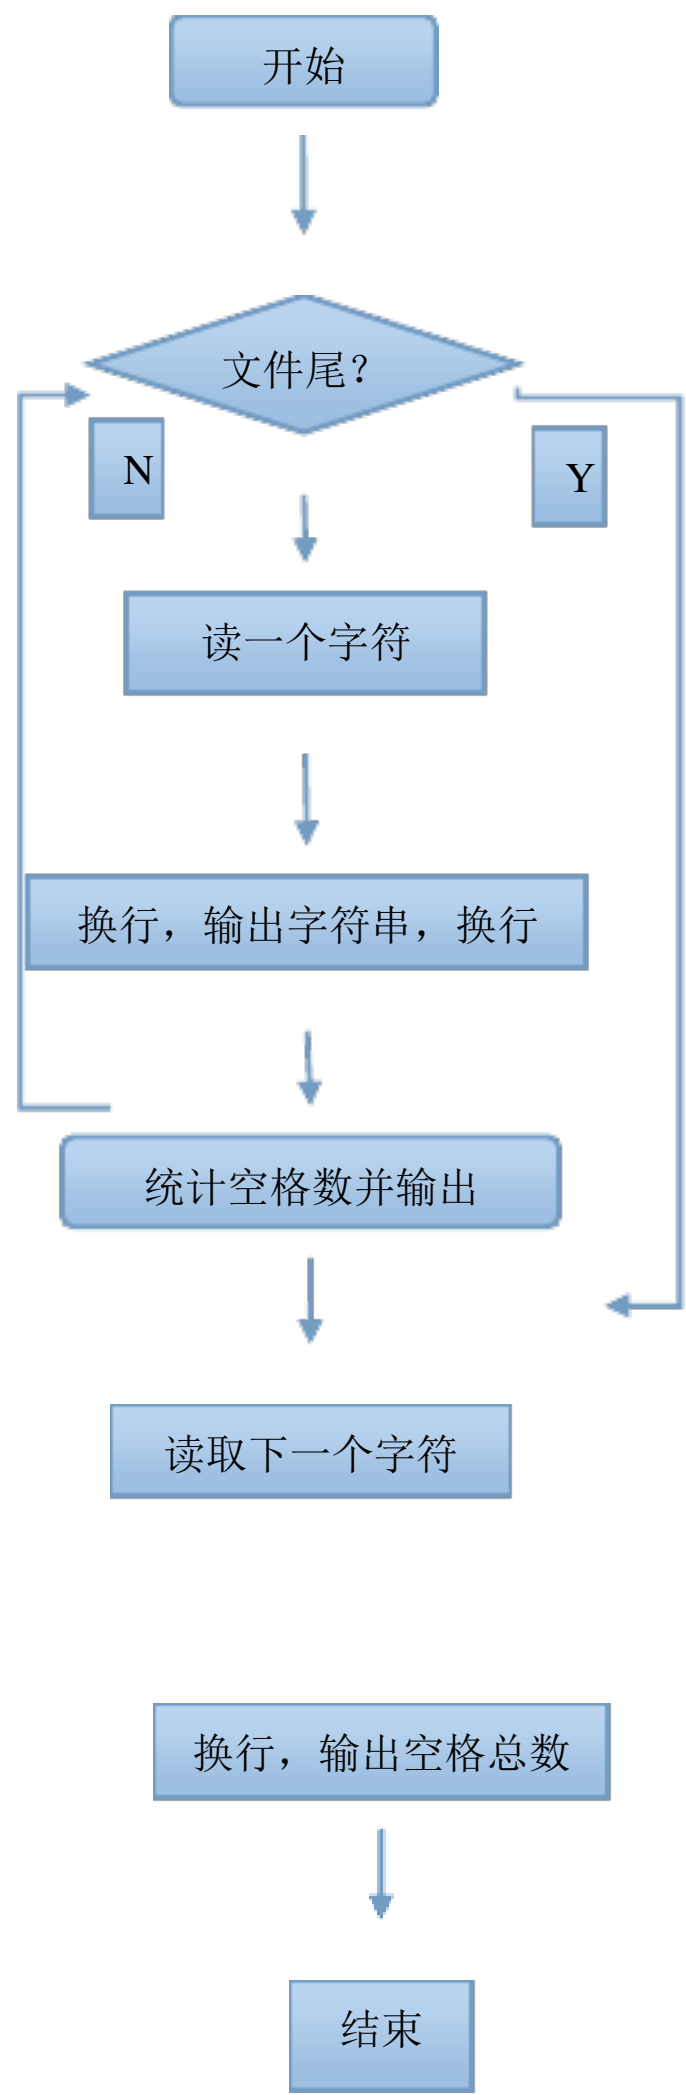 开始
文件尾？
N
Y
读一个字符
换行，输出字符串，换行
统计空格数并输出
读取下一个字符
换行，输出空格总数
结束